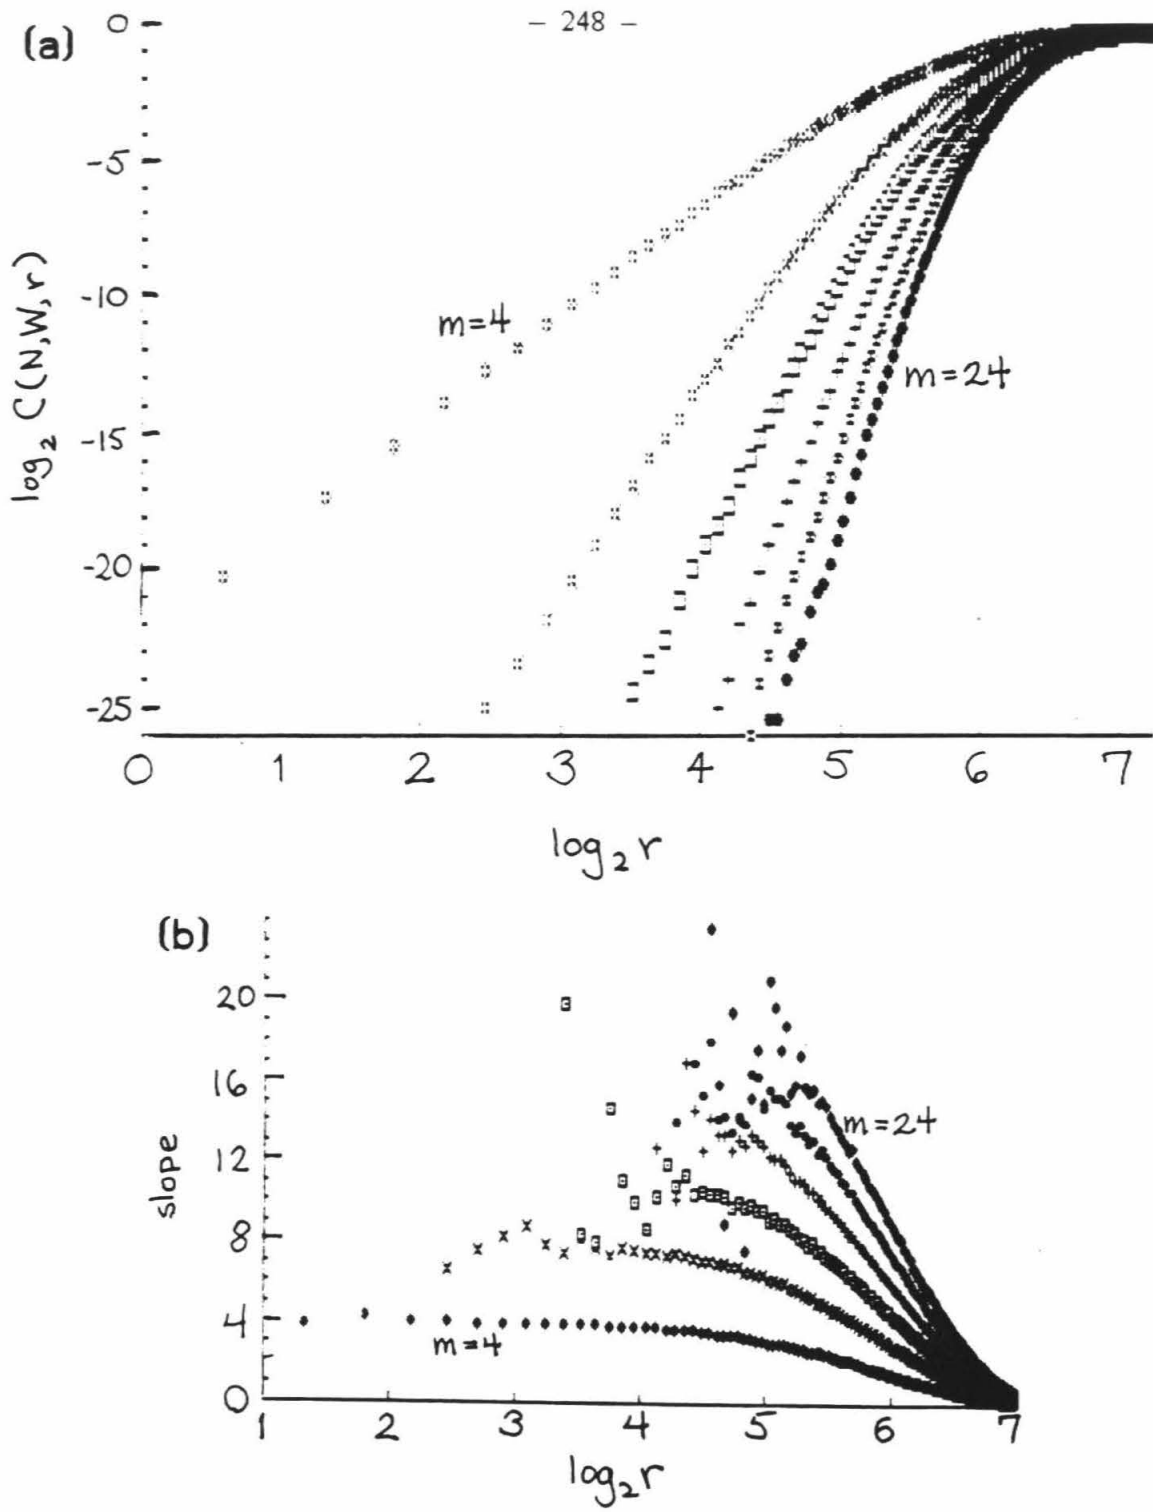 – 248 –
(a)
0
-5
-10
-15
-20
-25
log₂ C(N,W,r)
m=4
m=24
0 1 2 3 4 5 6 7
log₂ r
(b)
20
16
12
8
4
0
slope
m=24
m=4
1 2 3 4 5 6 7
log₂ r